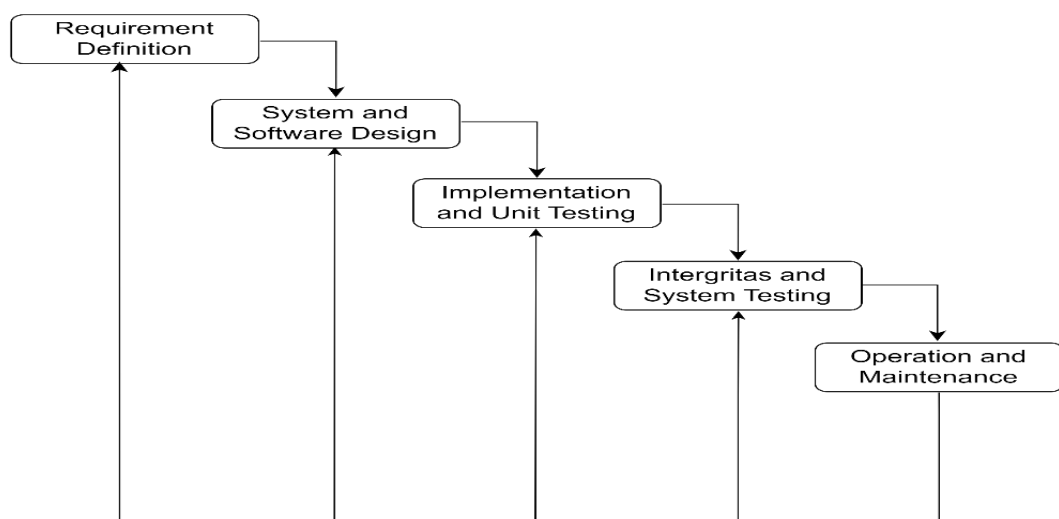 Requirement
Definition
System and
Software Design
Implementation
and Unit Testing
Intergritas and
System Testing
Operation and
Maintenance